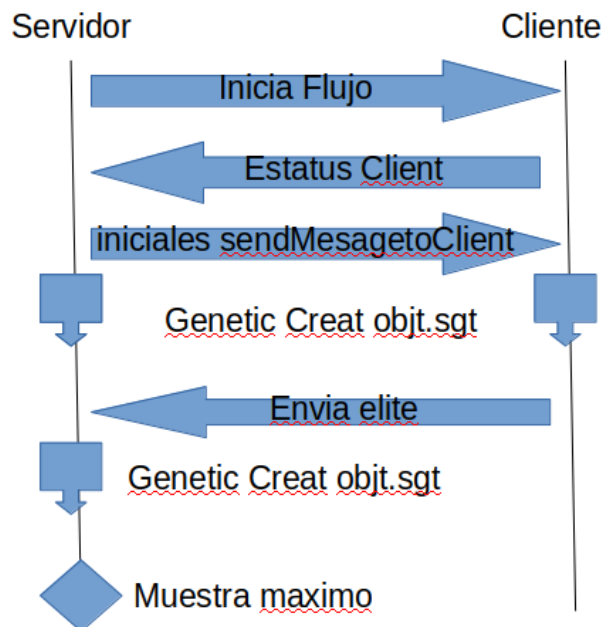 Servidor
Cliente
Inicia Flujo
Estatus Client
iniciales sendMesagetoClient
Genetic Creat objt.sgt
Envia elite
Genetic Creat objt.sgt
Muestra maximo